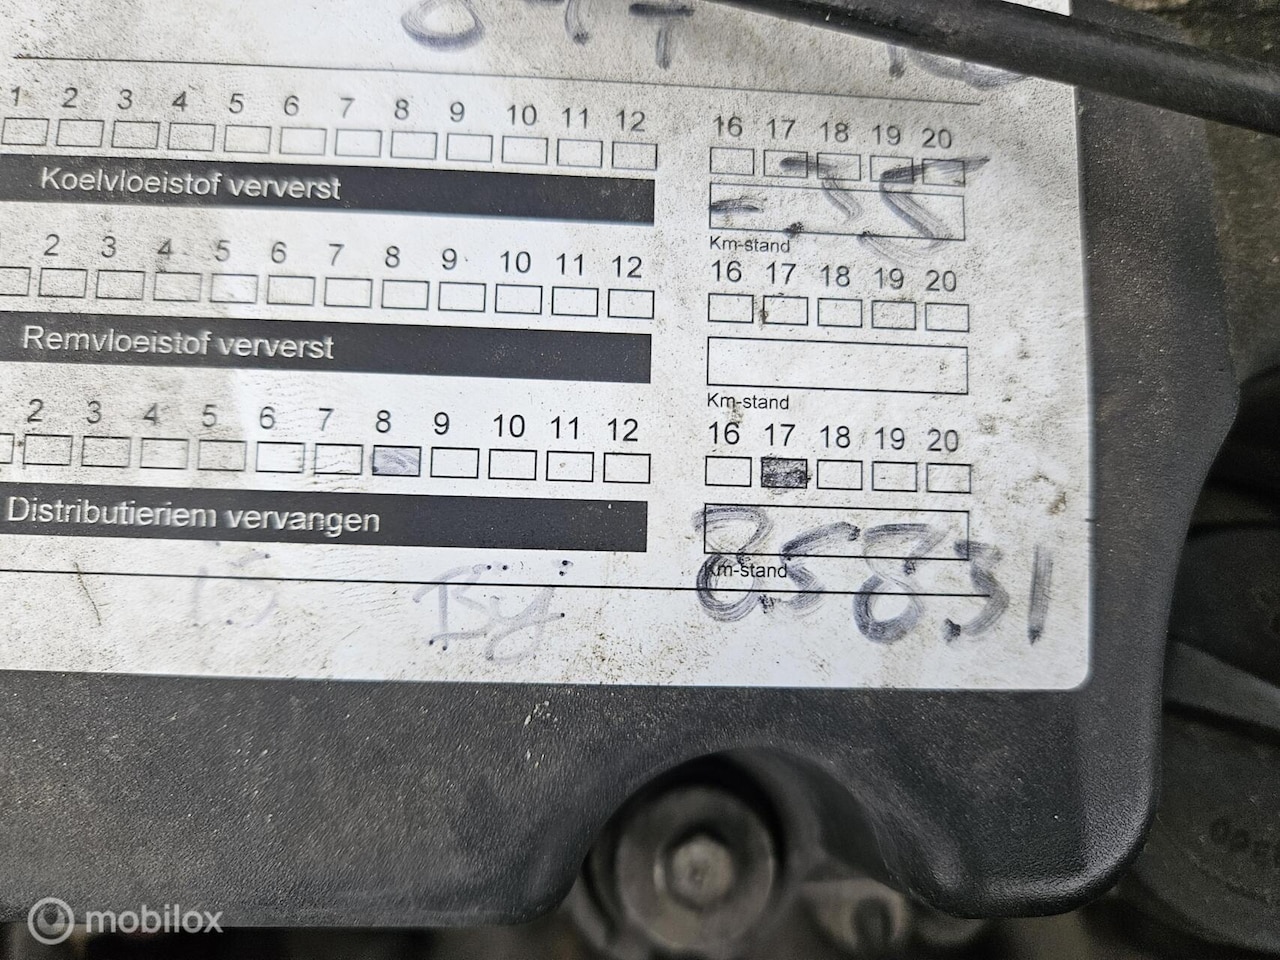 1 2 3 4 5 6 7 8 9 10 11 12 16 17 18 19 20
Koelvloeistof ververst
Km-stand
2 3 4 5 6 7 8 9 10 11 12 16 17 18 19 20
Remvloeistof ververst
Km-stand
2 3 4 5 6 7 8 9 10 11 12 16 17 18 19 20
Distributieriem vervangen
Km-stand
85831
Bij
mobilox